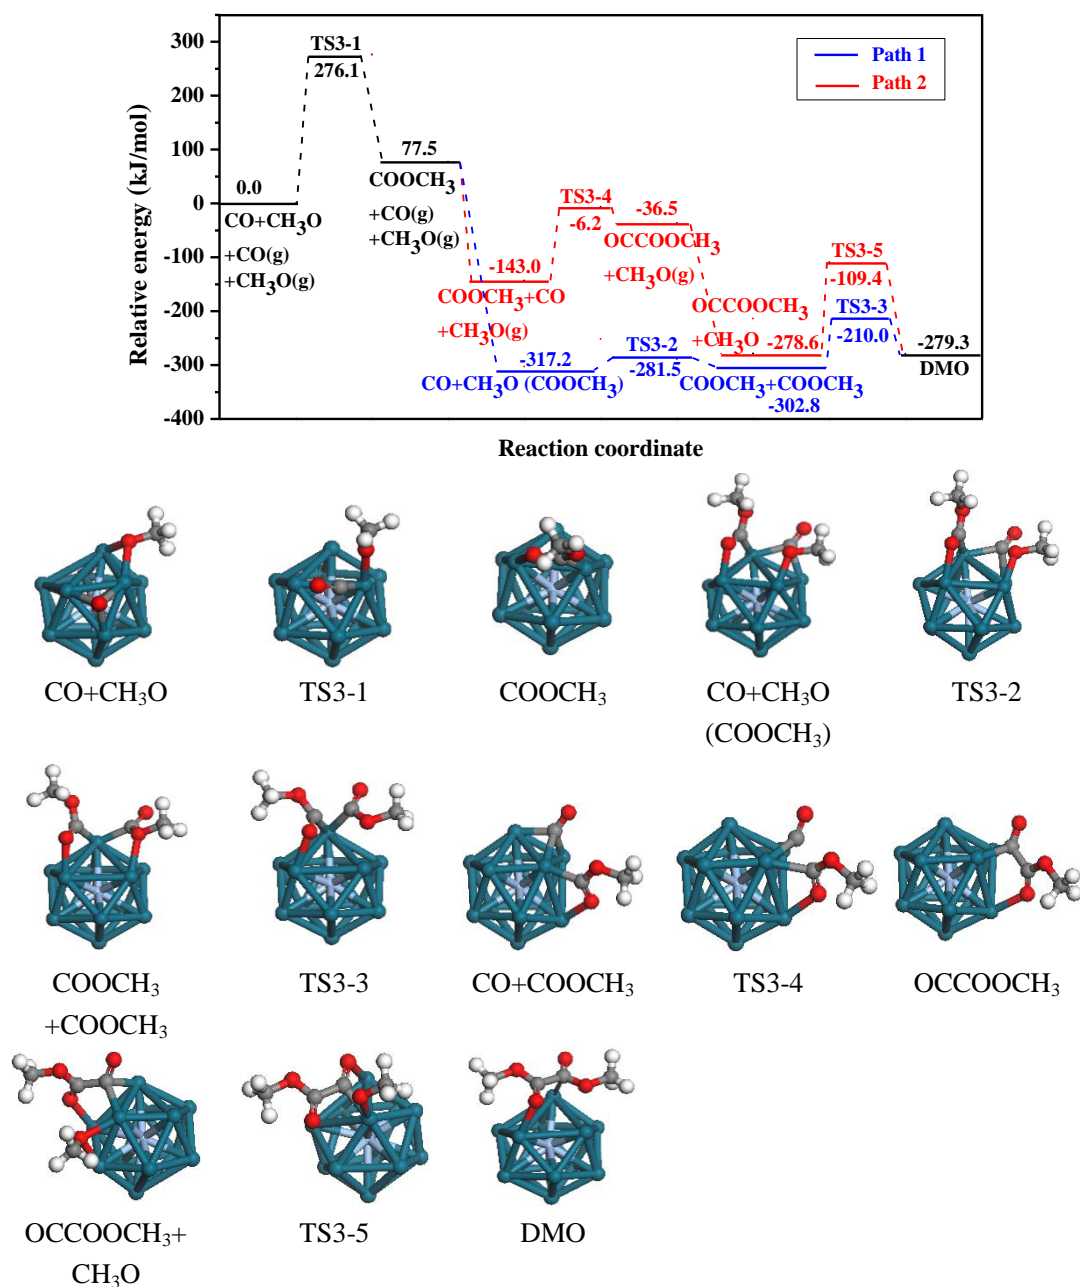 Relative energy (kJ/mol)
300
200
100
0
-100
-200
-300
-400
Path 1
Path 2
TS3-1
276.1
77.5
COOCH3
+CO(g)
+CH3O(g)
0.0
CO+CH3O
+CO(g)
+CH3O(g)
TS3-4
-6.2
-36.5
OCCOOCH3
+CH3O(g)
-143.0
COOCH3+CO
+CH3O(g)
OCCOOCH3
+CH3O
-278.6
TS3-5
-109.4
TS3-3
-210.0
-317.2
CO+CH3O (COOCH3)
TS3-2
-281.5
COOCH3+COOCH3
-302.8
-279.3
DMO
Reaction coordinate
CO+CH₃O
TS3-1
COOCH₃
CO+CH₃O
(COOCH₃)
TS3-2
COOCH₃
+COOCH₃
TS3-3
CO+COOCH₃
TS3-4
OCCOOCH₃
OCCOOCH₃+
CH₃O
TS3-5
DMO